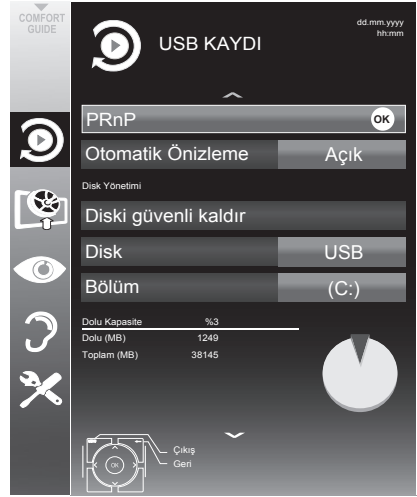 COMFORT
GUIDE
USB KAYDI
dd.mm.yyyy
hh:mm
PRnP
OK
Otomatik Önizleme Açık
Disk Yönetimi
Diski güvenli kaldır
Disk USB
Bölüm (C:)
Dolu Kapasite %3
Dolu (MB) 1249
Toplam (MB) 38145
OK
Çıkış
Geri